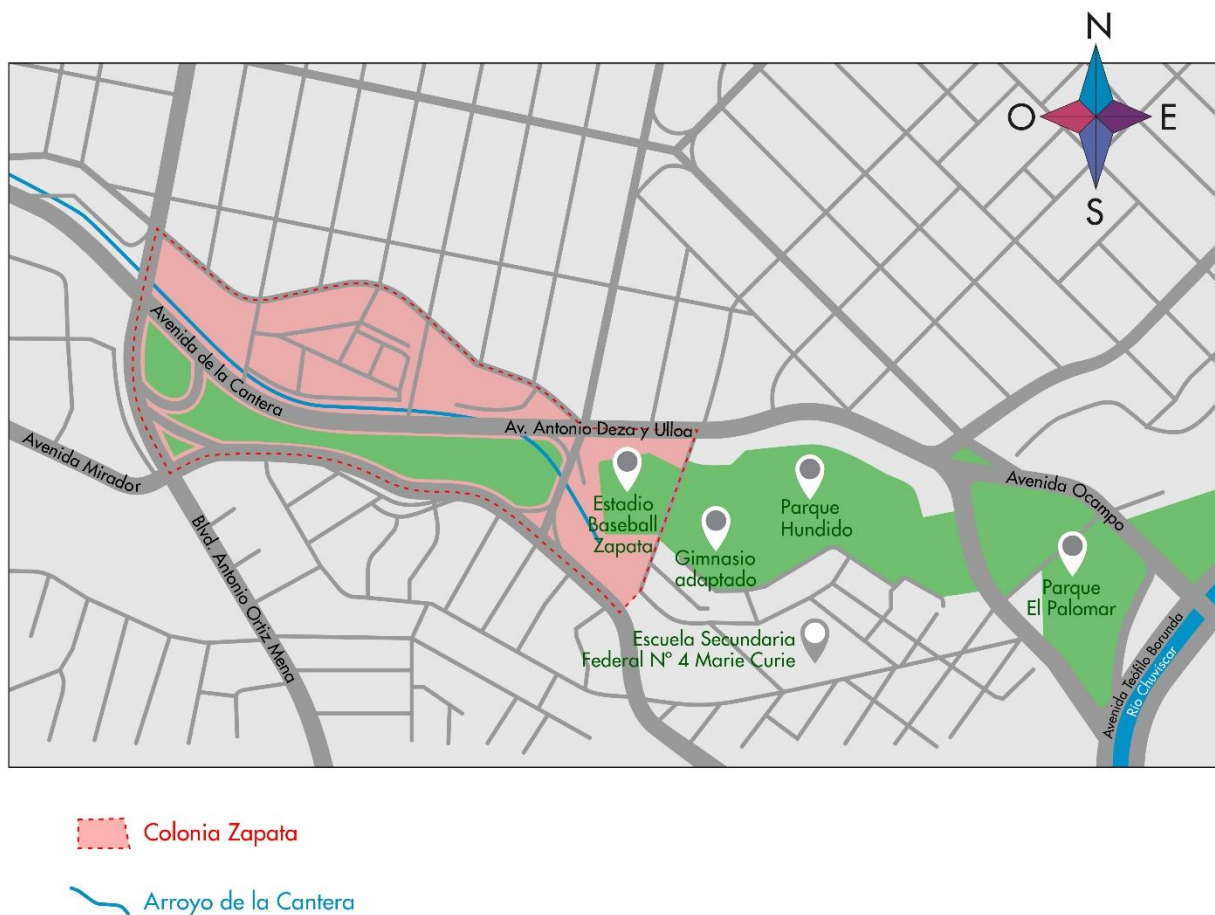 N
O
E
S
Avenida de la Cantera
Av. Antonio Deza y Ulloa
Avenida Mirador
Blvd. Antonio Ortiz Mena
Estadio
Baseball
Zapata
Gimnasio
adaptado
Parque
Hundido
Avenida Ocampo
Parque
El Palomar
Escuela Secundaria
Federal Nº 4 Marie Curie
Avenida Teófilo Borunda
Río Chuvíscar
Colonia Zapata
Arroyo de la Cantera